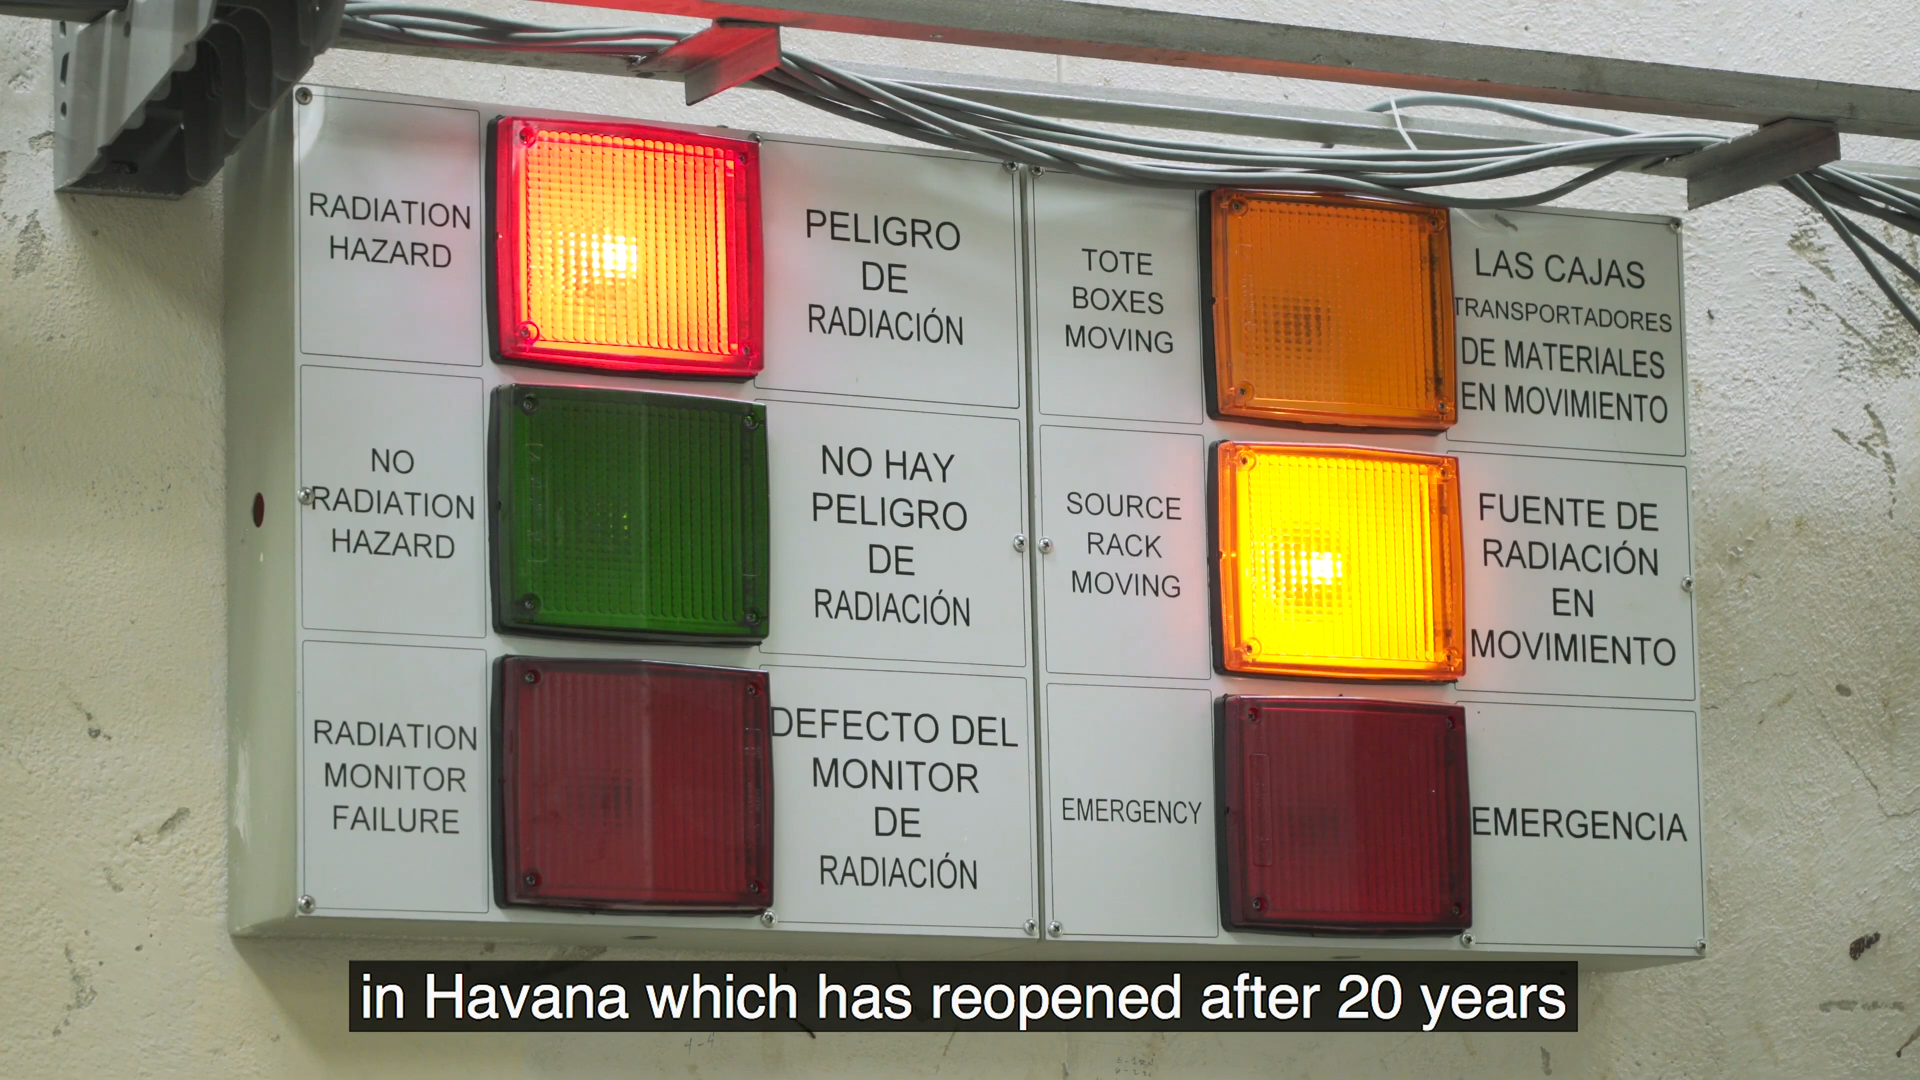 RADIATION
HAZARD
PELIGRO
DE
RADIACIÓN
NO
RADIATION
HAZARD
NO HAY
PELIGRO
DE
RADIACIÓN
RADIATION
MONITOR
FAILURE
DEFECTO DEL
MONITOR
DE
RADIACIÓN
TOTE
BOXES
MOVING
LAS CAJAS
TRANSPORTADORES
DE MATERIALES
EN MOVIMIENTO
SOURCE
RACK
MOVING
FUENTE DE
RADIACIÓN
EN
MOVIMIENTO
EMERGENCY
EMERGENCIA
in Havana which has reopened after 20 years